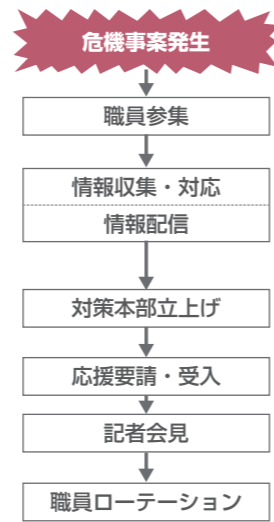 危機事案発生
職員参集
情報収集・対応
情報配信
対策本部立上げ
応援要請・受入
記者会見
職員ローテーション